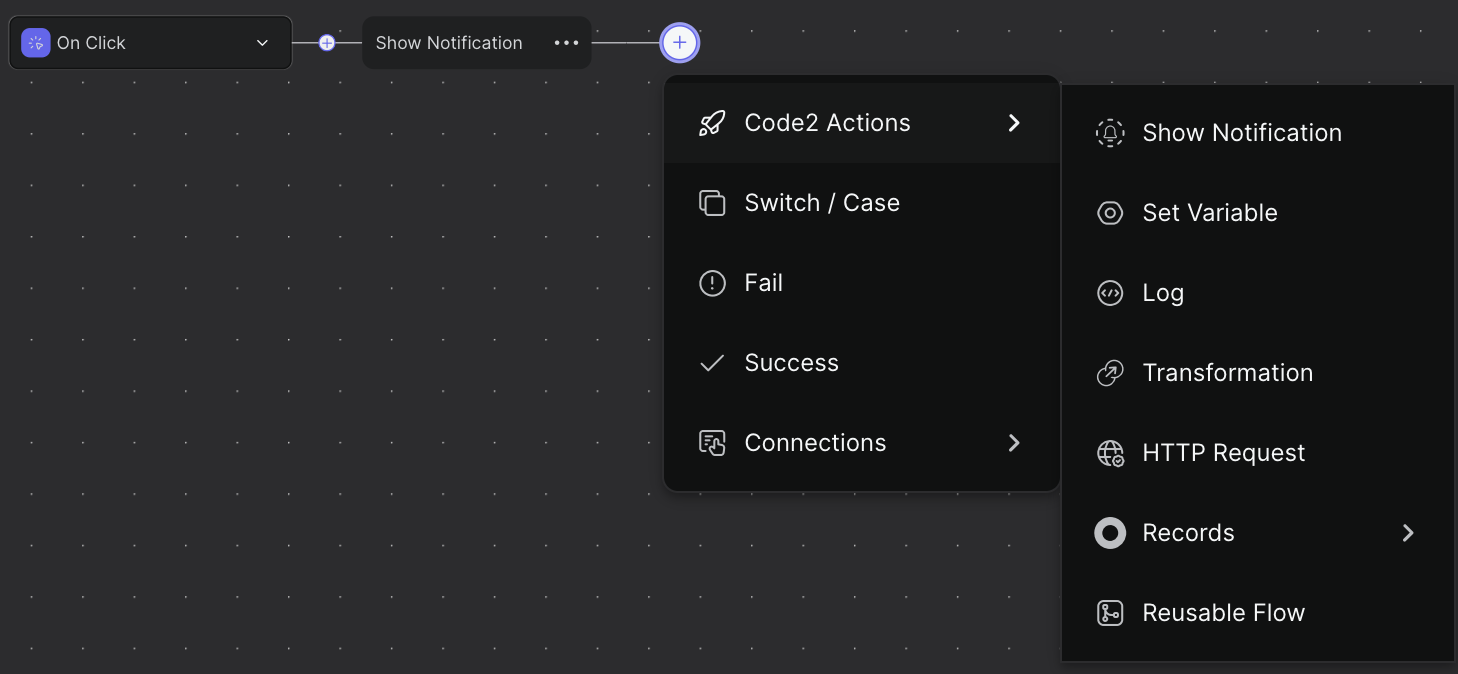 On Click
Show Notification
Code2 Actions
Switch / Case
Fail
Success
Connections
Show Notification
Set Variable
Log
Transformation
HTTP Request
Records
Reusable Flow